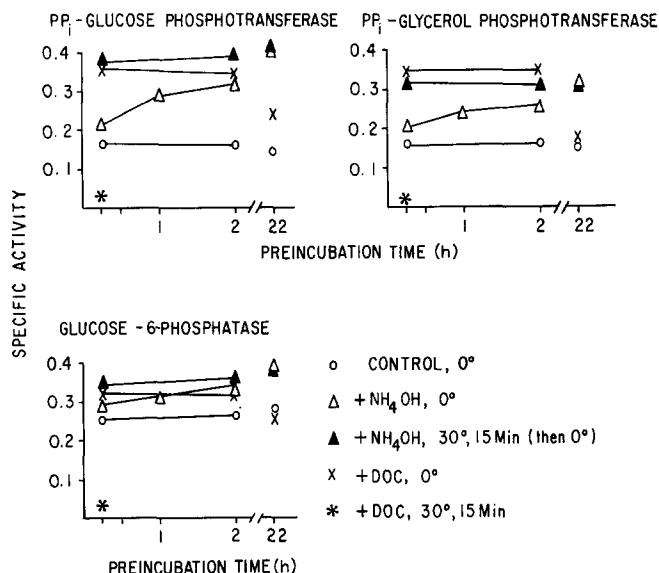 PPi-GLUCOSE PHOSPHOTRANSFERASE
PPi-GLYCEROL PHOSPHOTRANSFERASE
0.4
0.3
0.2
0.1
1
2
22
0.4
0.3
0.2
0.1
1
2
22
PREINCUBATION TIME (h)
SPECIFIC ACTIVITY
GLUCOSE-6-PHOSPHATASE
0.4
0.3
0.2
0.1
1
2
22
PREINCUBATION TIME(h)
o CONTROL, 0°
△ +NH4OH, 0°
▲ +NH4OH, 30°, 15 Min (then 0°)
x +DOC, 0°
* +DOC, 30°, 15 Min